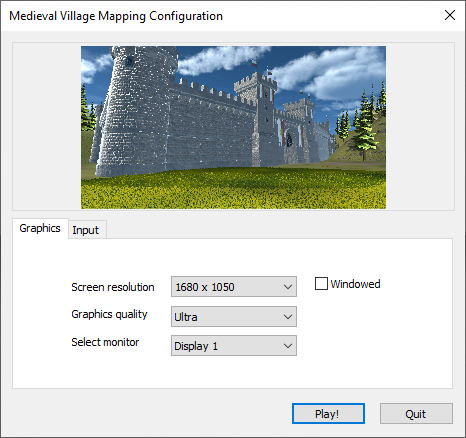 Medieval Village Mapping Configuration
Graphics
Input
Screen resolution
1680 x 1050
Windowed
Graphics quality
Ultra
Select monitor
Display 1
Play!
Quit